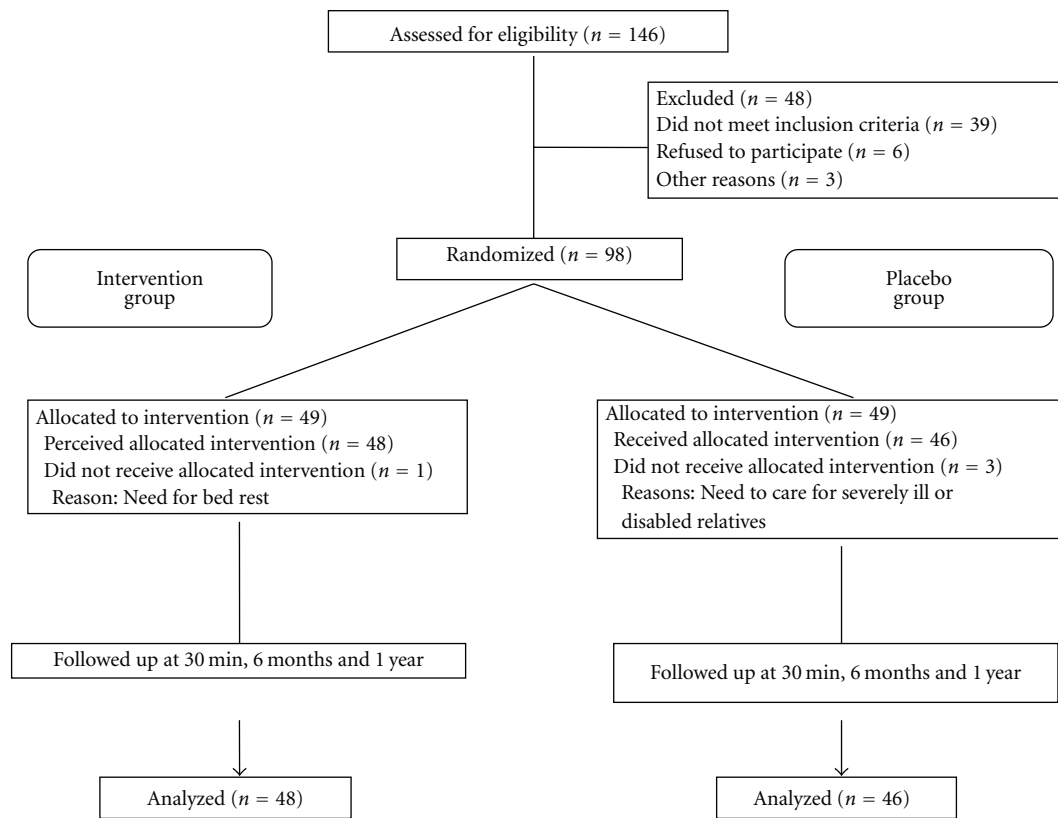 Assessed for eligibility (n = 146)
Excluded (n = 48)
Did not meet inclusion criteria (n = 39)
Refused to participate (n = 6)
Other reasons (n = 3)
Randomized (n = 98)
Intervention
group
Placebo
group
Allocated to intervention (n = 49)
Perceived allocated intervention (n = 48)
Did not receive allocated intervention (n = 1)
Reason: Need for bed rest
Allocated to intervention (n = 49)
Received allocated intervention (n = 46)
Did not receive allocated intervention (n = 3)
Reasons: Need to care for severely ill or
disabled relatives
Followed up at 30 min, 6 months and 1 year
Followed up at 30 min, 6 months and 1 year
Analyzed (n = 48)
Analyzed (n = 46)